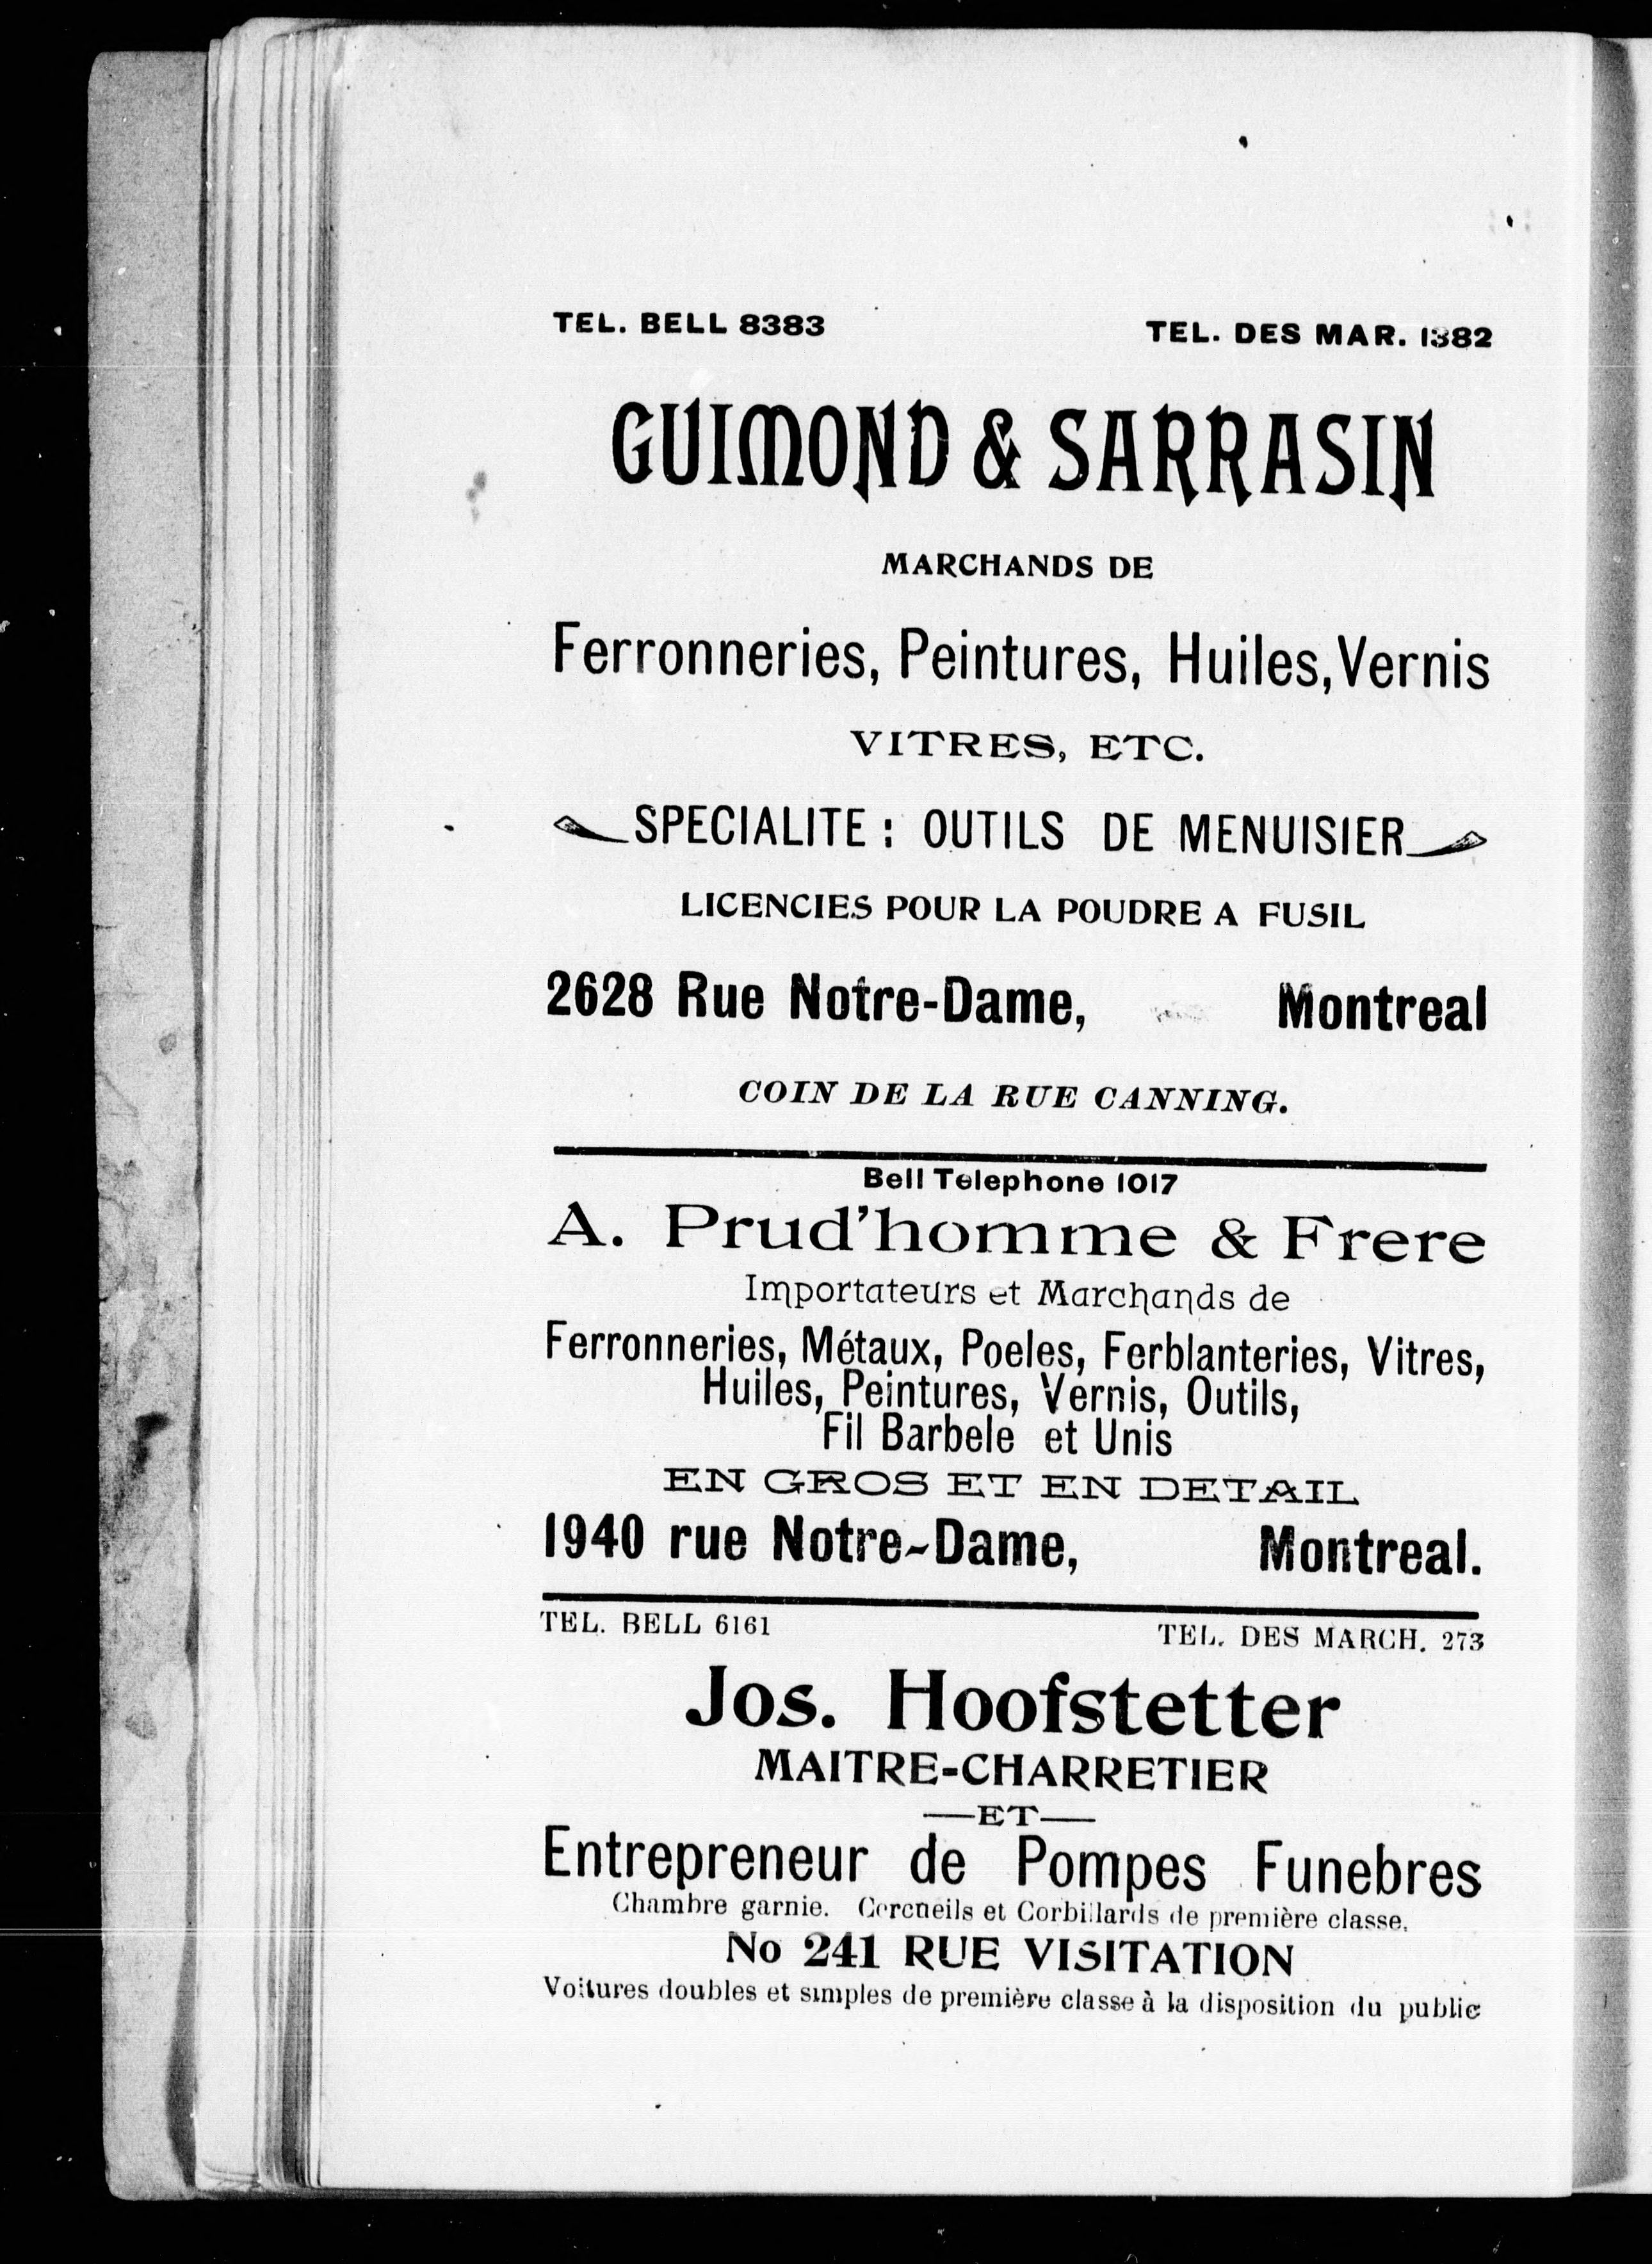 TEL. BELL 8383 TEL. DES MAR. 1382
GUIMOND & SARRASIN
MARCHANDS DE
Ferronneries, Peintures, Huiles, Vernis
VITRES, ETC.
SPECIALITE : OUTILS DE MENUISIER
LICENCIES POUR LA POUDRE A FUSIL
2628 Rue Notre-Dame, Montreal
COIN DE LA RUE CANNING.
Bell Telephone 1017
A. Prud'homme & Frere
Importateurs et Marchands de
Ferronneries, Métaux, Poeles, Ferblanteries, Vitres,
Huiles, Peintures, Vernis, Outils,
Fil Barbele et Unis
EN GROS ET EN DETAIL
1940 rue Notre-Dame, Montreal.
TEL. BELL 6161 TEL. DES MARCH. 273
Jos. Hoofstetter
MAITRE-CHARRETIER
—ET—
Entrepreneur de Pompes Funebres
Chambre garnie. Cercueils et Corbillards de première classe.
No 241 RUE VISITATION
Voitures doubles et simples de première classe à la disposition du public